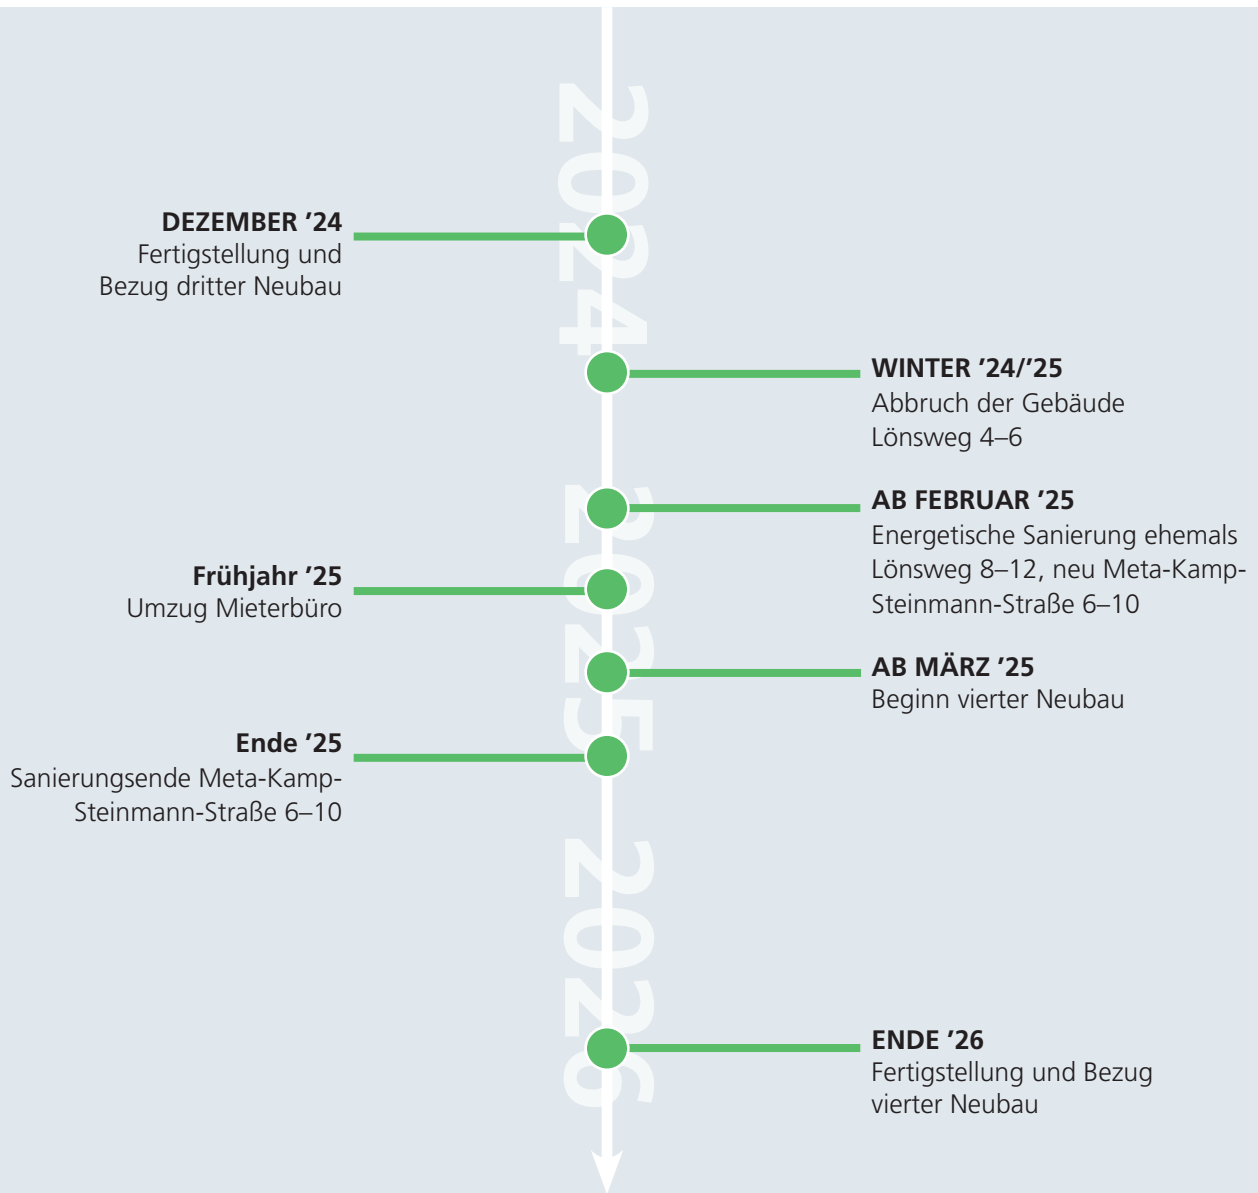 2024
DEZEMBER ’24
Fertigstellung und
Bezug dritter Neubau
WINTER ’24/’25
Abbruch der Gebäude
Lönsweg 4–6
2025
AB FEBRUAR ’25
Energetische Sanierung ehemals
Lönsweg 8–12, neu Meta-Kamp-
Steinmann-Straße 6–10
Frühjahr ’25
Umzug Mieterbüro
AB MÄRZ ’25
Beginn vierter Neubau
Ende ’25
Sanierungsende Meta-Kamp-
Steinmann-Straße 6–10
2026
ENDE ’26
Fertigstellung und Bezug
vierter Neubau